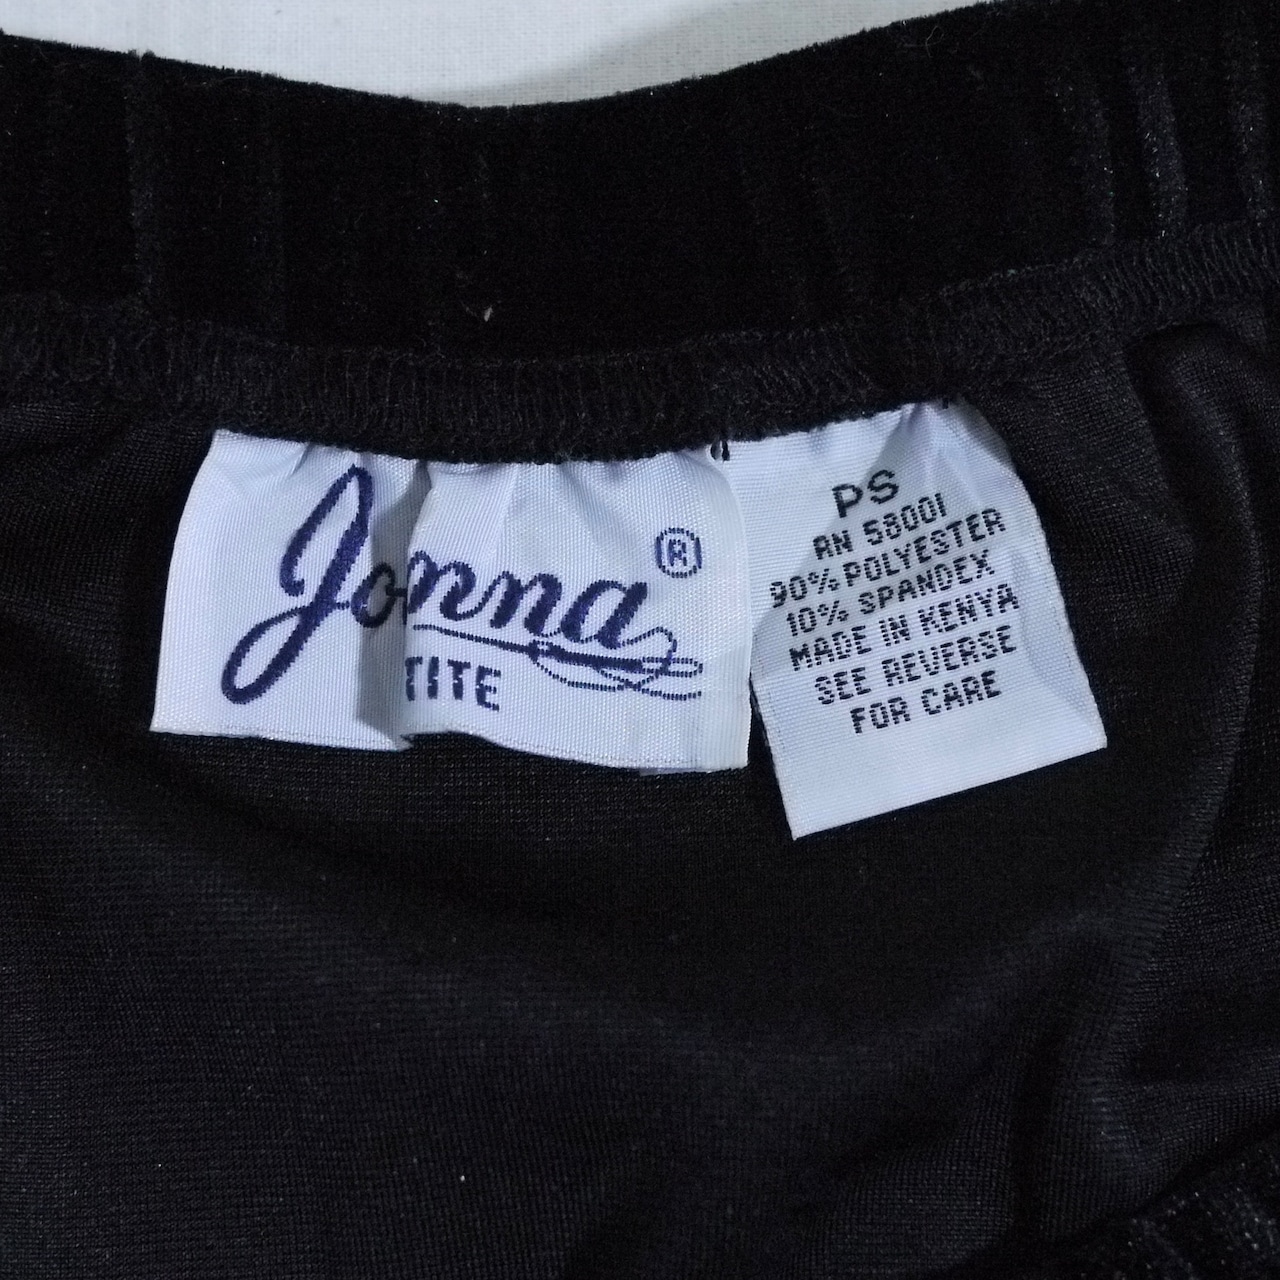 Jonna ®
TITE
PS
RN 58001
90% POLYESTER
10% SPANDEX
MADE IN KENYA
SEE REVERSE
FOR CARE